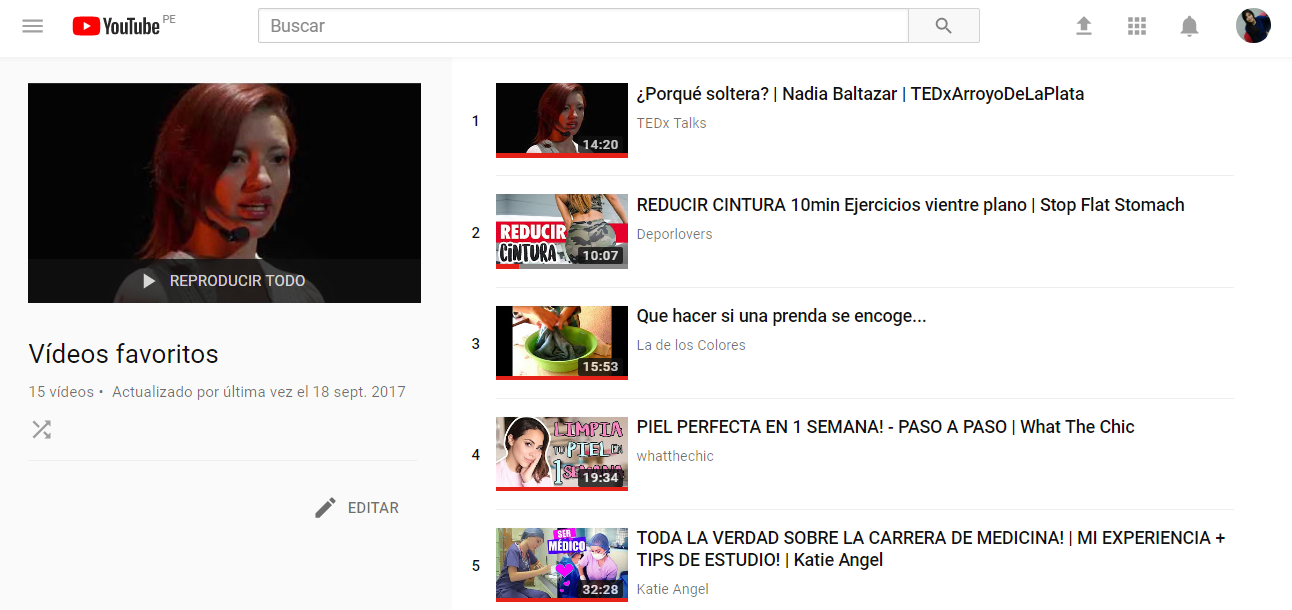 YouTube PE
Buscar
REPRODUCIR TODO
Vídeos favoritos
15 vídeos • Actualizado por última vez el 18 sept. 2017
EDITAR
1
14:20
¿Porqué soltera? | Nadia Baltazar | TEDxArroyoDeLaPlata
TEDx Talks
2
REDUCIR
CINTURA
10:07
REDUCIR CINTURA 10min Ejercicios vientre plano | Stop Flat Stomach
Deporlovers
3
15:53
Que hacer si una prenda se encoge...
La de los Colores
4
LIMPIA
TU PIEL EN
1 SEMANA
19:34
PIEL PERFECTA EN 1 SEMANA! - PASO A PASO | What The Chic
whatthechic
5
SER
MÉDICO
32:28
TODA LA VERDAD SOBRE LA CARRERA DE MEDICINA! | MI EXPERIENCIA +
TIPS DE ESTUDIO! | Katie Angel
Katie Angel